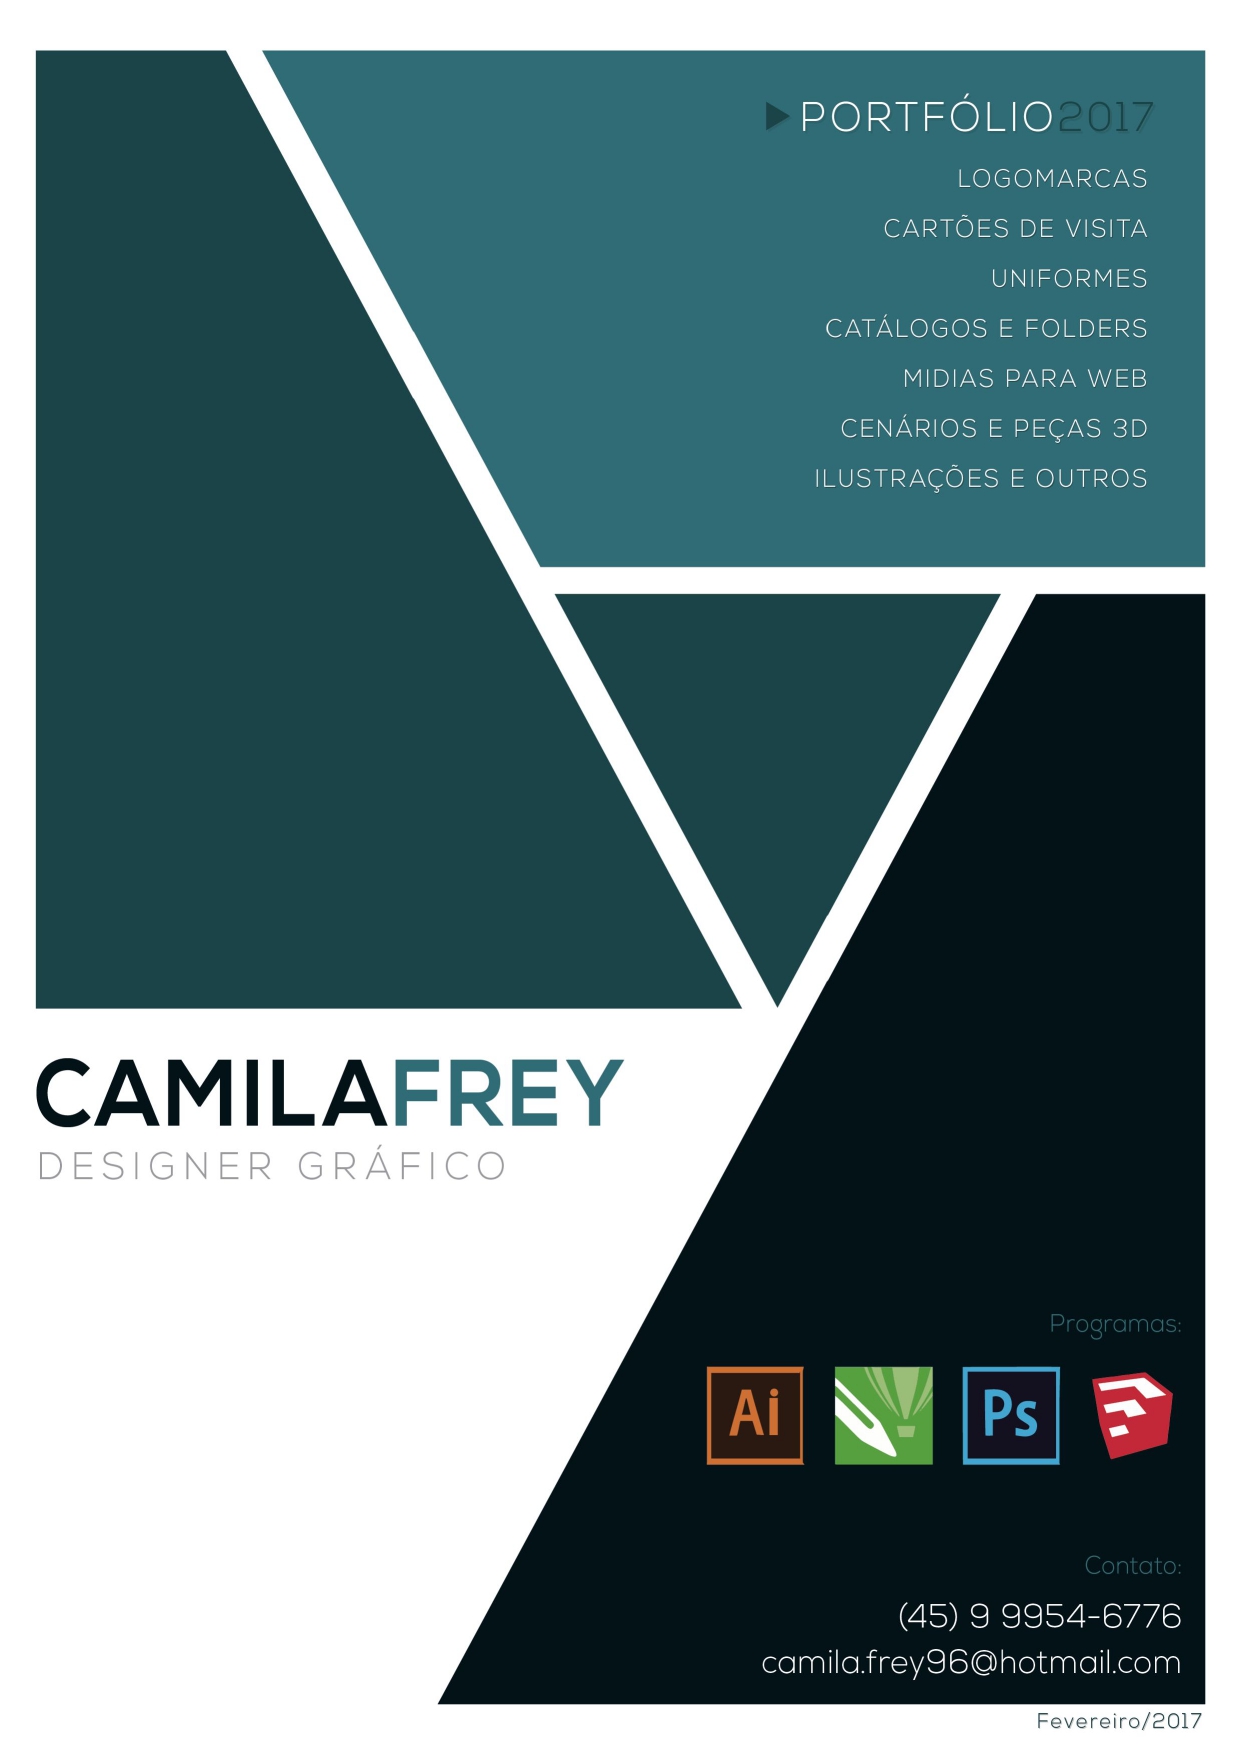 PORTFÓLIO2017
LOGOMARCAS
CARTÕES DE VISITA
UNIFORMES
CATÁLOGOS E FOLDERS
MIDIAS PARA WEB
CENÁRIOS E PEÇAS 3D
ILUSTRAÇÕES E OUTROS
CAMILAFREY
DESIGNER GRÁFICO
Programas:
Ai
Ps
Contato:
(45) 9 9954-6776
camila.frey96@hotmail.com
Fevereiro/2017